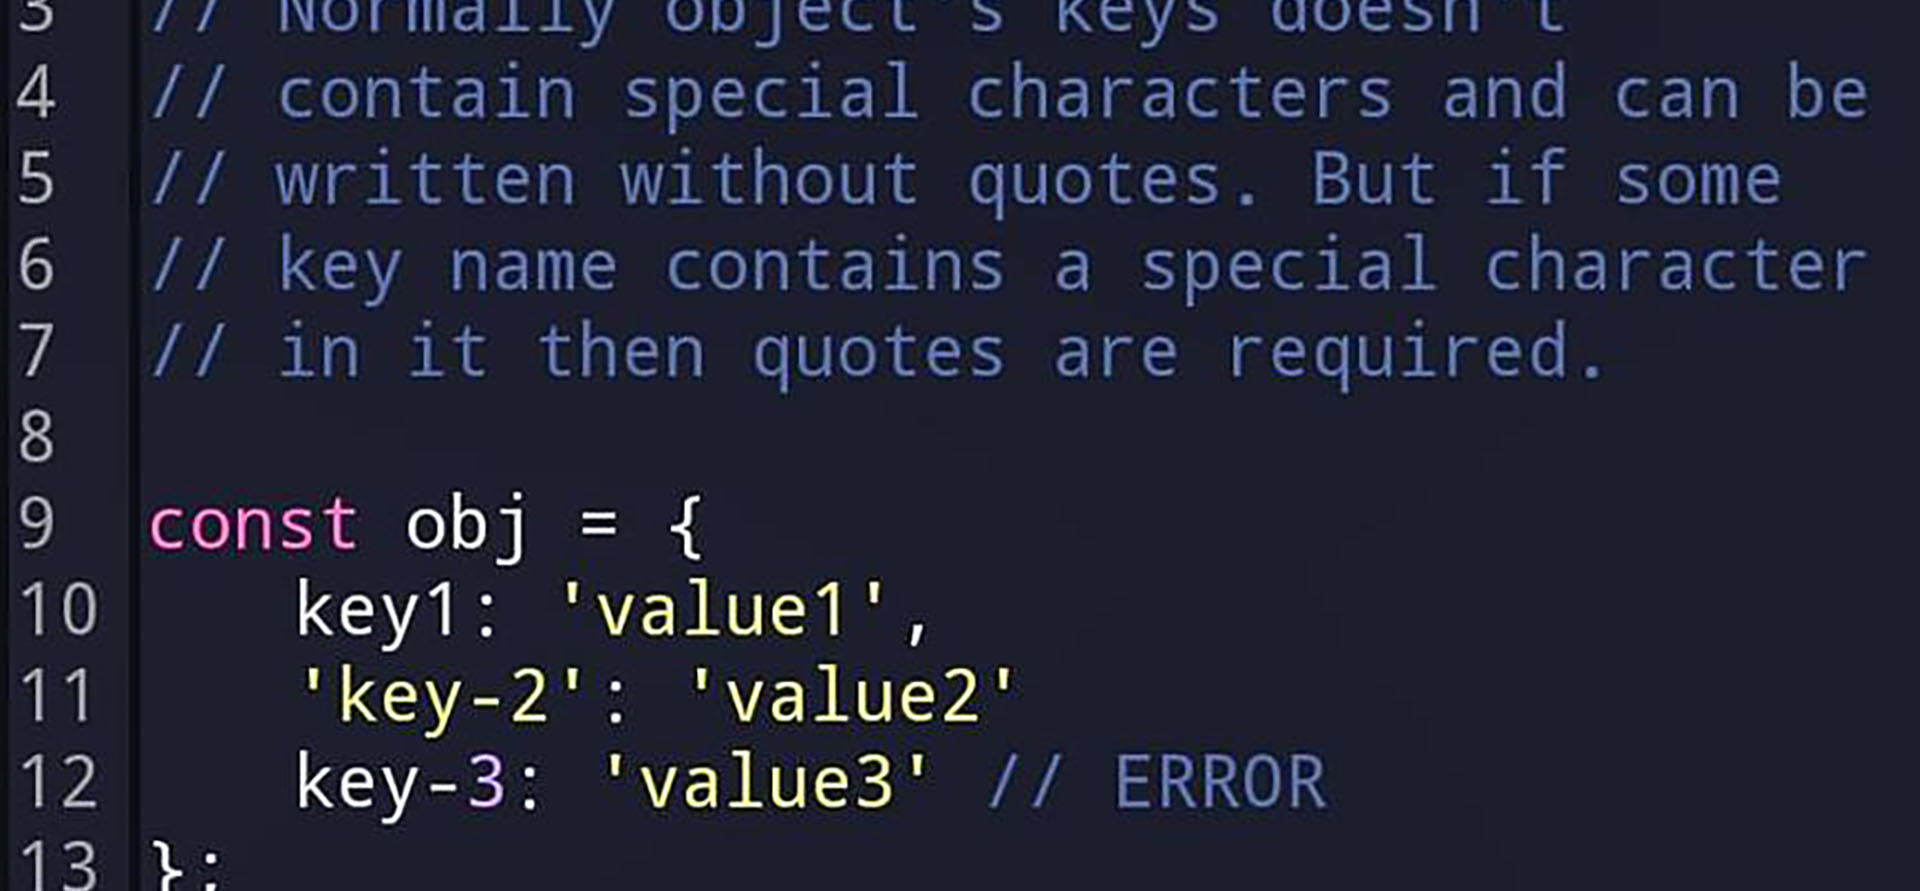 3 // Normally object's keys doesn't
4 // contain special characters and can be
5 // written without quotes. But if some
6 // key name contains a special character
7 // in it then quotes are required.
8
9 const obj = {
10     key1: 'value1',
11     'key-2': 'value2'
12     key-3: 'value3' // ERROR
13 };